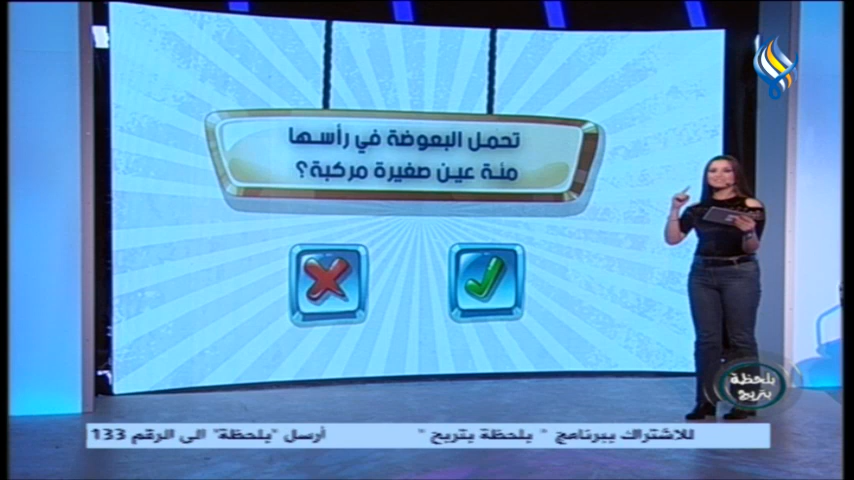 تحمل البعوضة في رأسها
مئة عين صغيرة مركبة؟
بلحظة
بتربح
للاشتراك ببرنامج " بلحظة بتربح " أرسل "بلحظة" الى الرقم 133